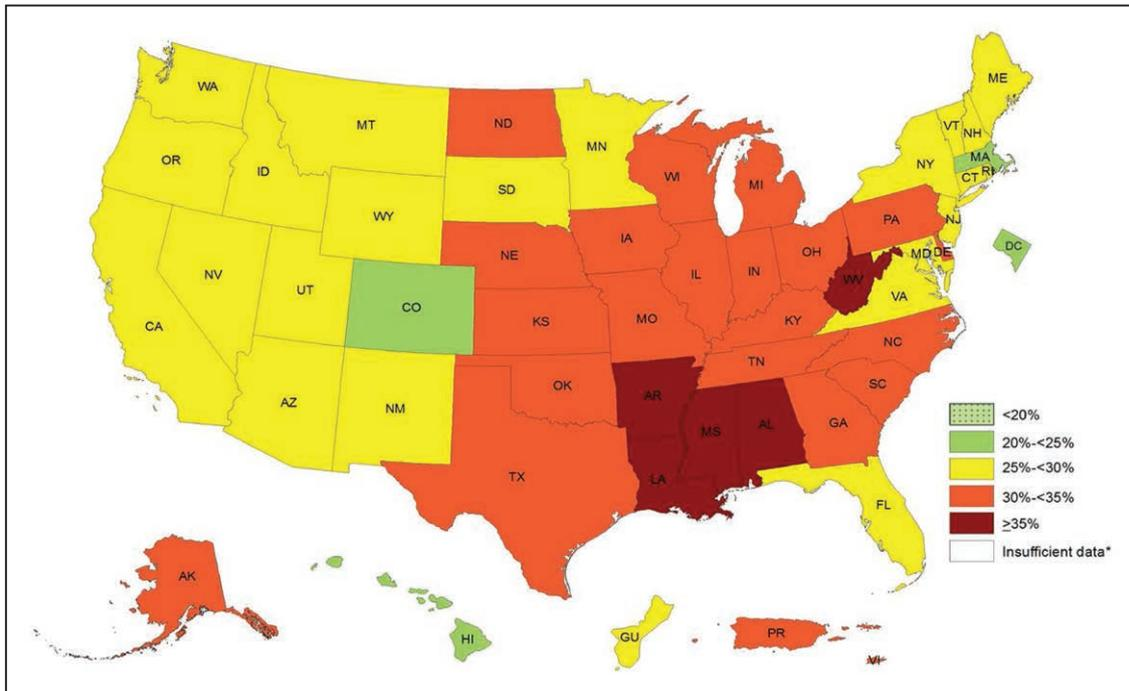 WA
MT
ND
MN
ME
VT
NH
OR
ID
SD
WI
MI
NY
MA
CT
RI
WY
NE
IA
PA
NJ
NV
UT
CO
IL
IN
OH
MD
DE
DC
WV
VA
CA
KS
MO
KY
NC
TN
AZ
NM
OK
AR
SC
MS
AL
GA
TX
LA
FL
<20%
20%-<25%
25%-<30%
30%-<35%
≥35%
Insufficient data*
AK
HI
GU
PR
VI